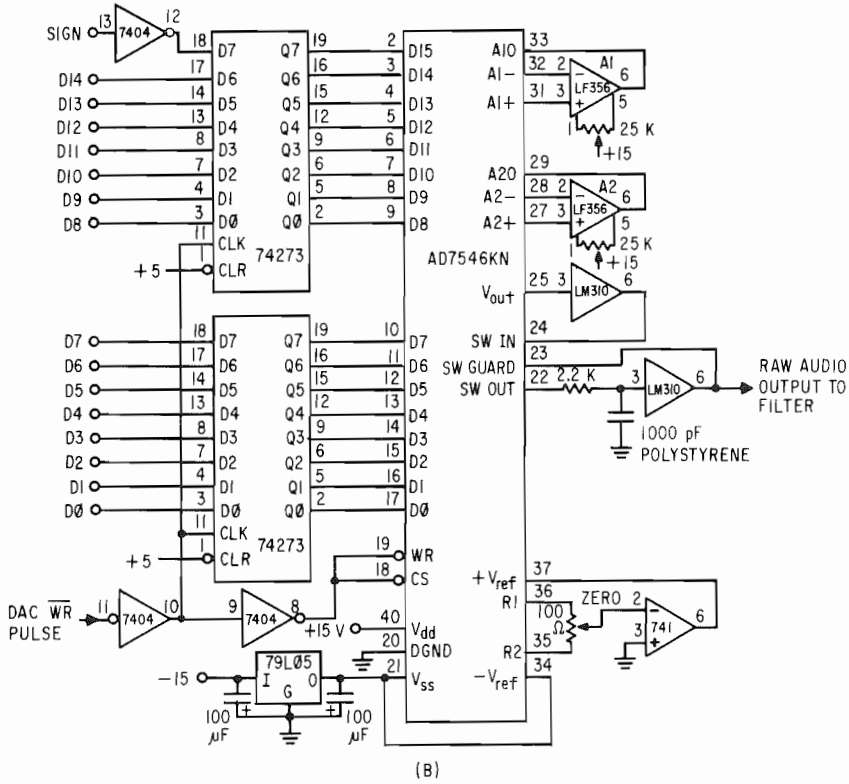 SIGN 13 7404 12
18 D7 Q7 19 2 D15
D14 17 D6 Q6 16 3 D14
D13 14 D5 Q5 15 4 D13
D12 13 D4 Q4 12 5 D12
D11 8 D3 Q3 9 6 D11
D10 7 D2 Q2 6 7 D10
D9 4 D1 Q1 5 8 D9
D8 3 DØ QØ 2 9 D8
11 CLK
74273
+5 1 CLR
A1O 33
A1- 32 2 - A1 6
A1+ 31 3 + LF356 5
1 25 K
+15
A2O 29
A2- 28 2 - A2 6
A2+ 27 3 + LF356 5
1 25 K
+15
AD7546KN
Vout 25 3 LM310 6
SW IN 24
SW GUARD 23
SW OUT 22 2.2 K 3 LM310 6
RAW AUDIO
OUTPUT TO
FILTER
1000 pF
POLYSTYRENE
D7 18 D7 Q7 19 10 D7
D6 17 D6 Q6 16 11 D6
D5 14 D5 Q5 15 12 D5
D4 13 D4 Q4 12 13 D4
D3 8 D3 Q3 9 14 D3
D2 7 D2 Q2 6 15 D2
D1 4 D1 Q1 5 16 D1
DØ 3 DØ QØ 2 17 DØ
11 CLK
74273
+5 1 CLR
19 WR
18 CS
DAC WR
PULSE
11 7404 10 9 7404 8
+15 V 40 Vdd
20 DGND
21 Vss
-15 I 79LØ5 O
G
100
µF
+
+
100
µF
+Vref 37
R1 36
100
Ω
ZERO 2 - 741 6
3 +
R2 35
-Vref 34
(B)